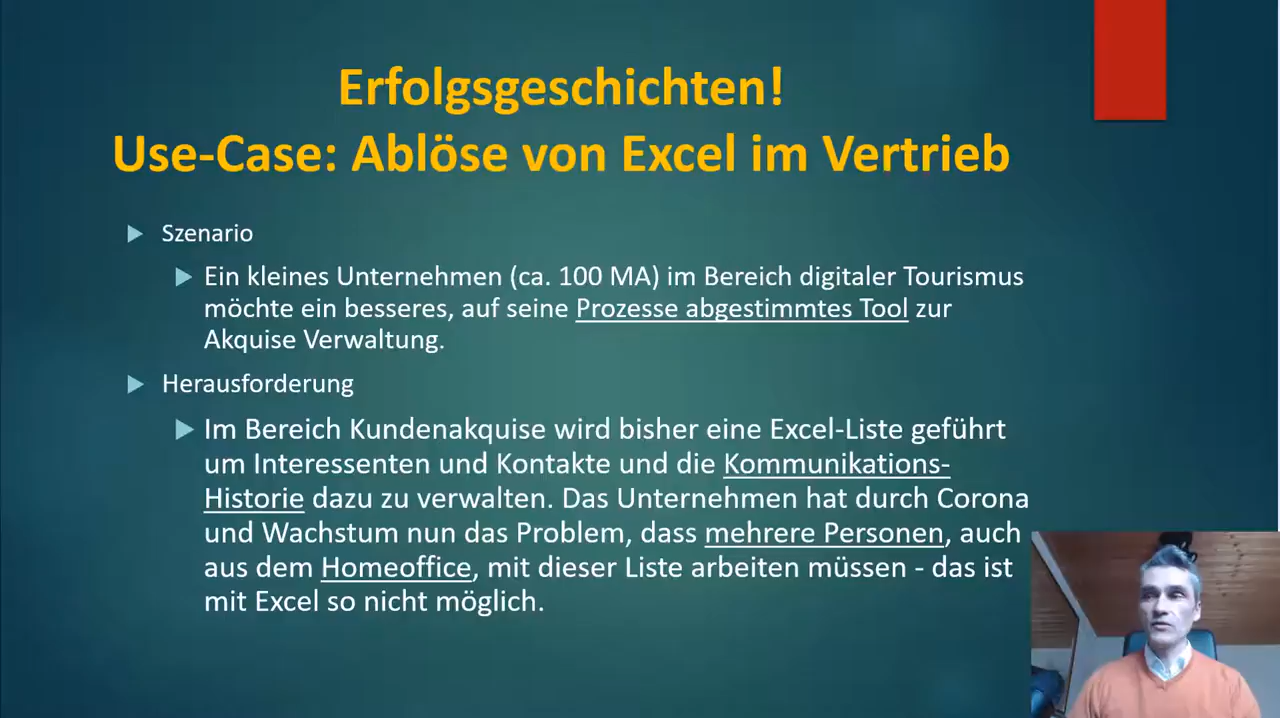 Erfolgsgeschichten!
Use-Case: Ablöse von Excel im Vertrieb
Szenario
Ein kleines Unternehmen (ca. 100 MA) im Bereich digitaler Tourismus
möchte ein besseres, auf seine Prozesse abgestimmtes Tool zur
Akquise Verwaltung.
Herausforderung
Im Bereich Kundenakquise wird bisher eine Excel-Liste geführt
um Interessenten und Kontakte und die Kommunikations-
Historie dazu zu verwalten. Das Unternehmen hat durch Corona
und Wachstum nun das Problem, dass mehrere Personen, auch
aus dem Homeoffice, mit dieser Liste arbeiten müssen - das ist
mit Excel so nicht möglich.